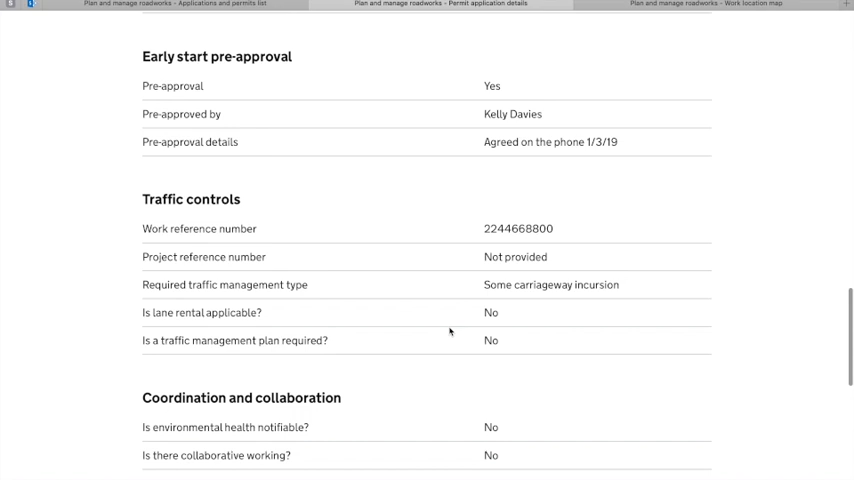 Plan and manage roadworks - Applications and permits list
Plan and manage roadworks - Permit application details
Plan and manage roadworks - Work location map
Early start pre-approval
Pre-approval Yes
Pre-approved by Kelly Davies
Pre-approval details Agreed on the phone 1/3/19
Traffic controls
Work reference number 2244668800
Project reference number Not provided
Required traffic management type Some carriageway incursion
Is lane rental applicable? No
Is a traffic management plan required? No
Coordination and collaboration
Is environmental health notifiable? No
Is there collaborative working? No